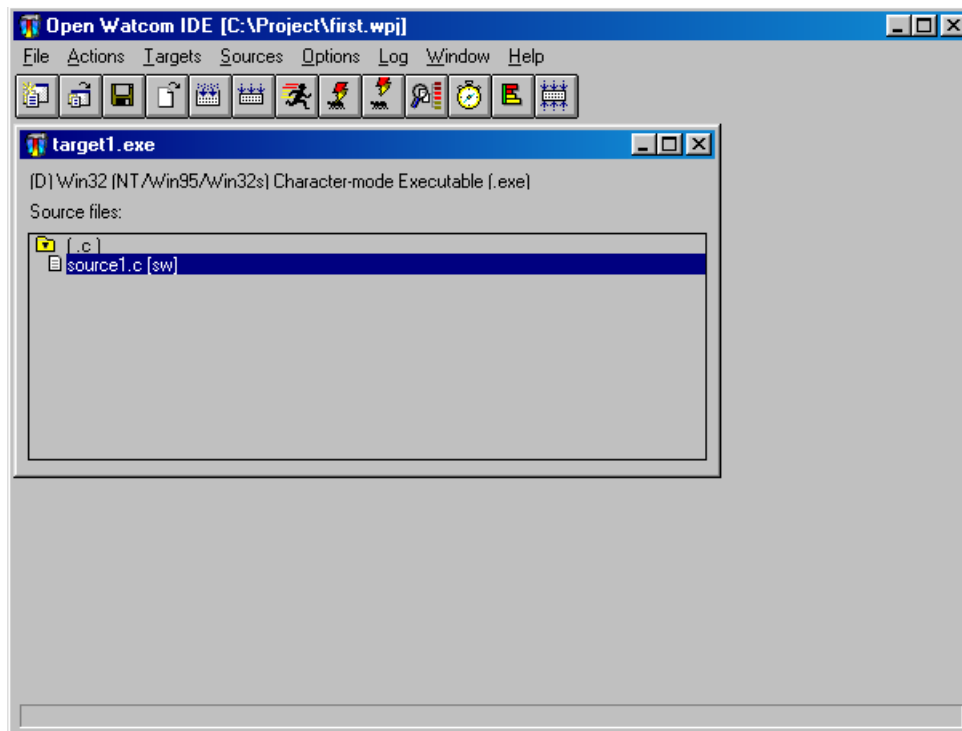 Open Watcom IDE [C:\Project\first.wpj]
File Actions Targets Sources Options Log Window Help
target1.exe
(D) Win32 (NT/Win95/Win32s) Character-mode Executable (.exe)
Source files:
( .c )
source1.c [sw]